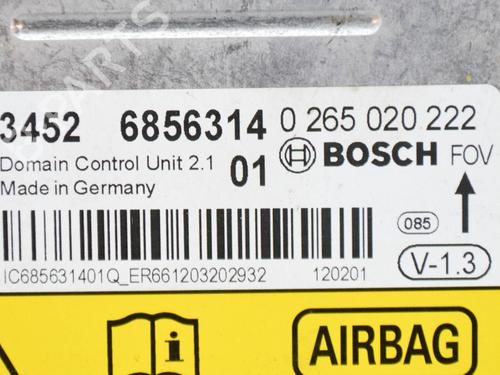 3452 6856314 0 265 020 222
Domain Control Unit 2.1 01 BOSCH FOV
Made in Germany
085
V-1.3
IC685631401Q_ER661203202932 120201
i
AIRBAG